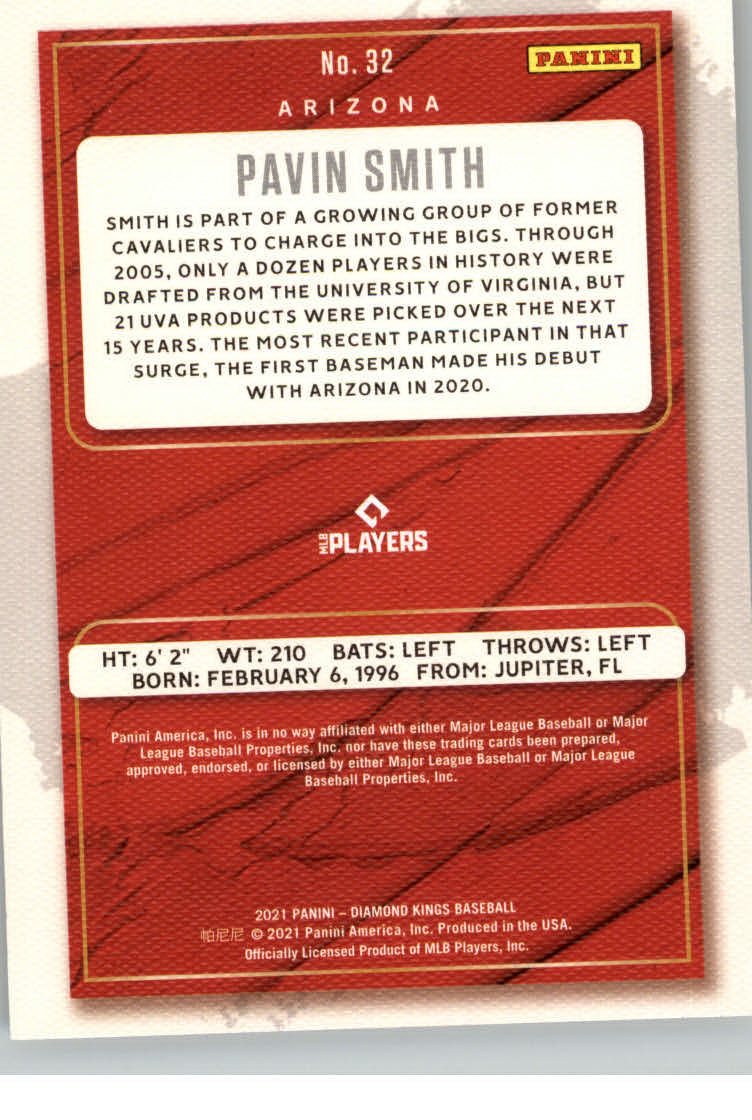 No. 32
PANINI
ARIZONA
PAVIN SMITH
SMITH IS PART OF A GROWING GROUP OF FORMER
CAVALIERS TO CHARGE INTO THE BIGS. THROUGH
2005, ONLY A DOZEN PLAYERS IN HISTORY WERE
DRAFTED FROM THE UNIVERSITY OF VIRGINIA, BUT
21 UVA PRODUCTS WERE PICKED OVER THE NEXT
15 YEARS. THE MOST RECENT PARTICIPANT IN THAT
SURGE, THE FIRST BASEMAN MADE HIS DEBUT
WITH ARIZONA IN 2020.
MLB PLAYERS
HT: 6' 2" WT: 210 BATS: LEFT THROWS: LEFT
BORN: FEBRUARY 6, 1996 FROM: JUPITER, FL
Panini America, Inc. is in no way affiliated with either Major League Baseball or Major
League Baseball Properties, Inc. nor have these trading cards been prepared,
approved, endorsed, or licensed by either Major League Baseball or Major League
Baseball Properties, Inc.
2021 PANINI – DIAMOND KINGS BASEBALL
帕尼尼 © 2021 Panini America, Inc. Produced in the USA.
Officially Licensed Product of MLB Players, Inc.